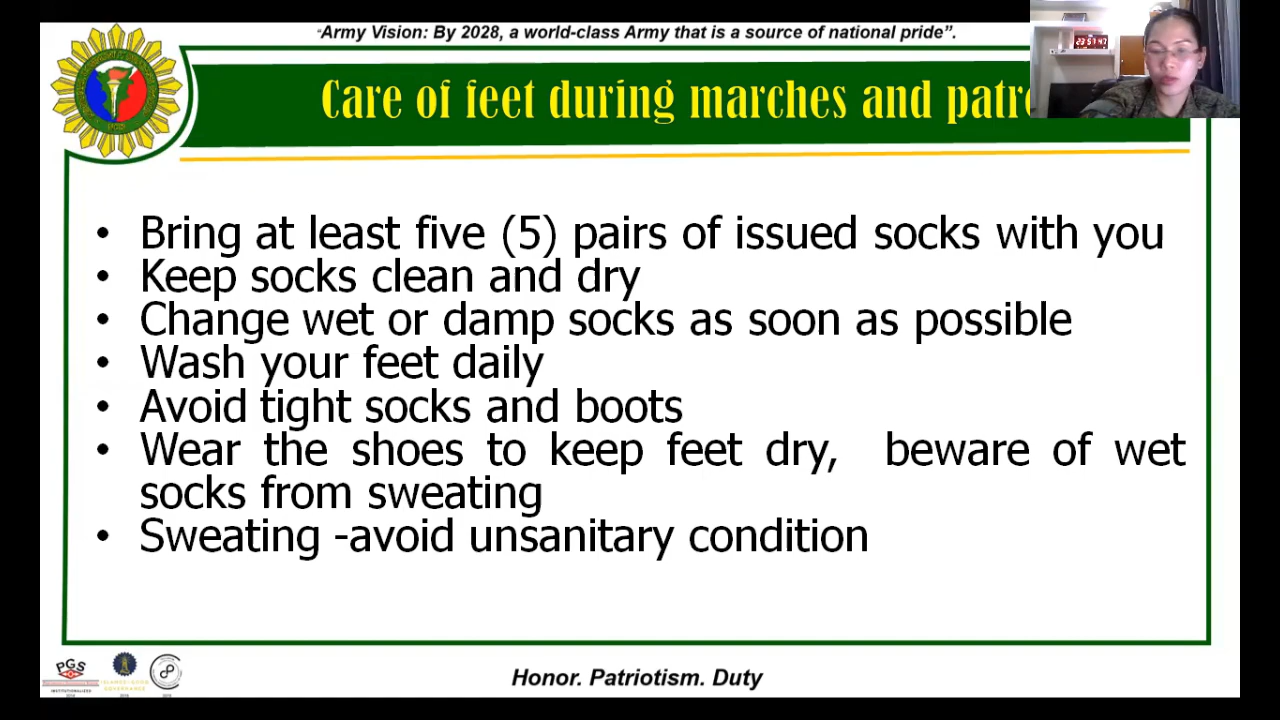 "Army Vision: By 2028, a world-class Army that is a source of national pride".
Care of feet during marches and patro
23:51:47
• Bring at least five (5) pairs of issued socks with you
• Keep socks clean and dry
• Change wet or damp socks as soon as possible
• Wash your feet daily
• Avoid tight socks and boots
• Wear the shoes to keep feet dry, beware of wet
socks from sweating
• Sweating -avoid unsanitary condition
PGS
Honor. Patriotism. Duty